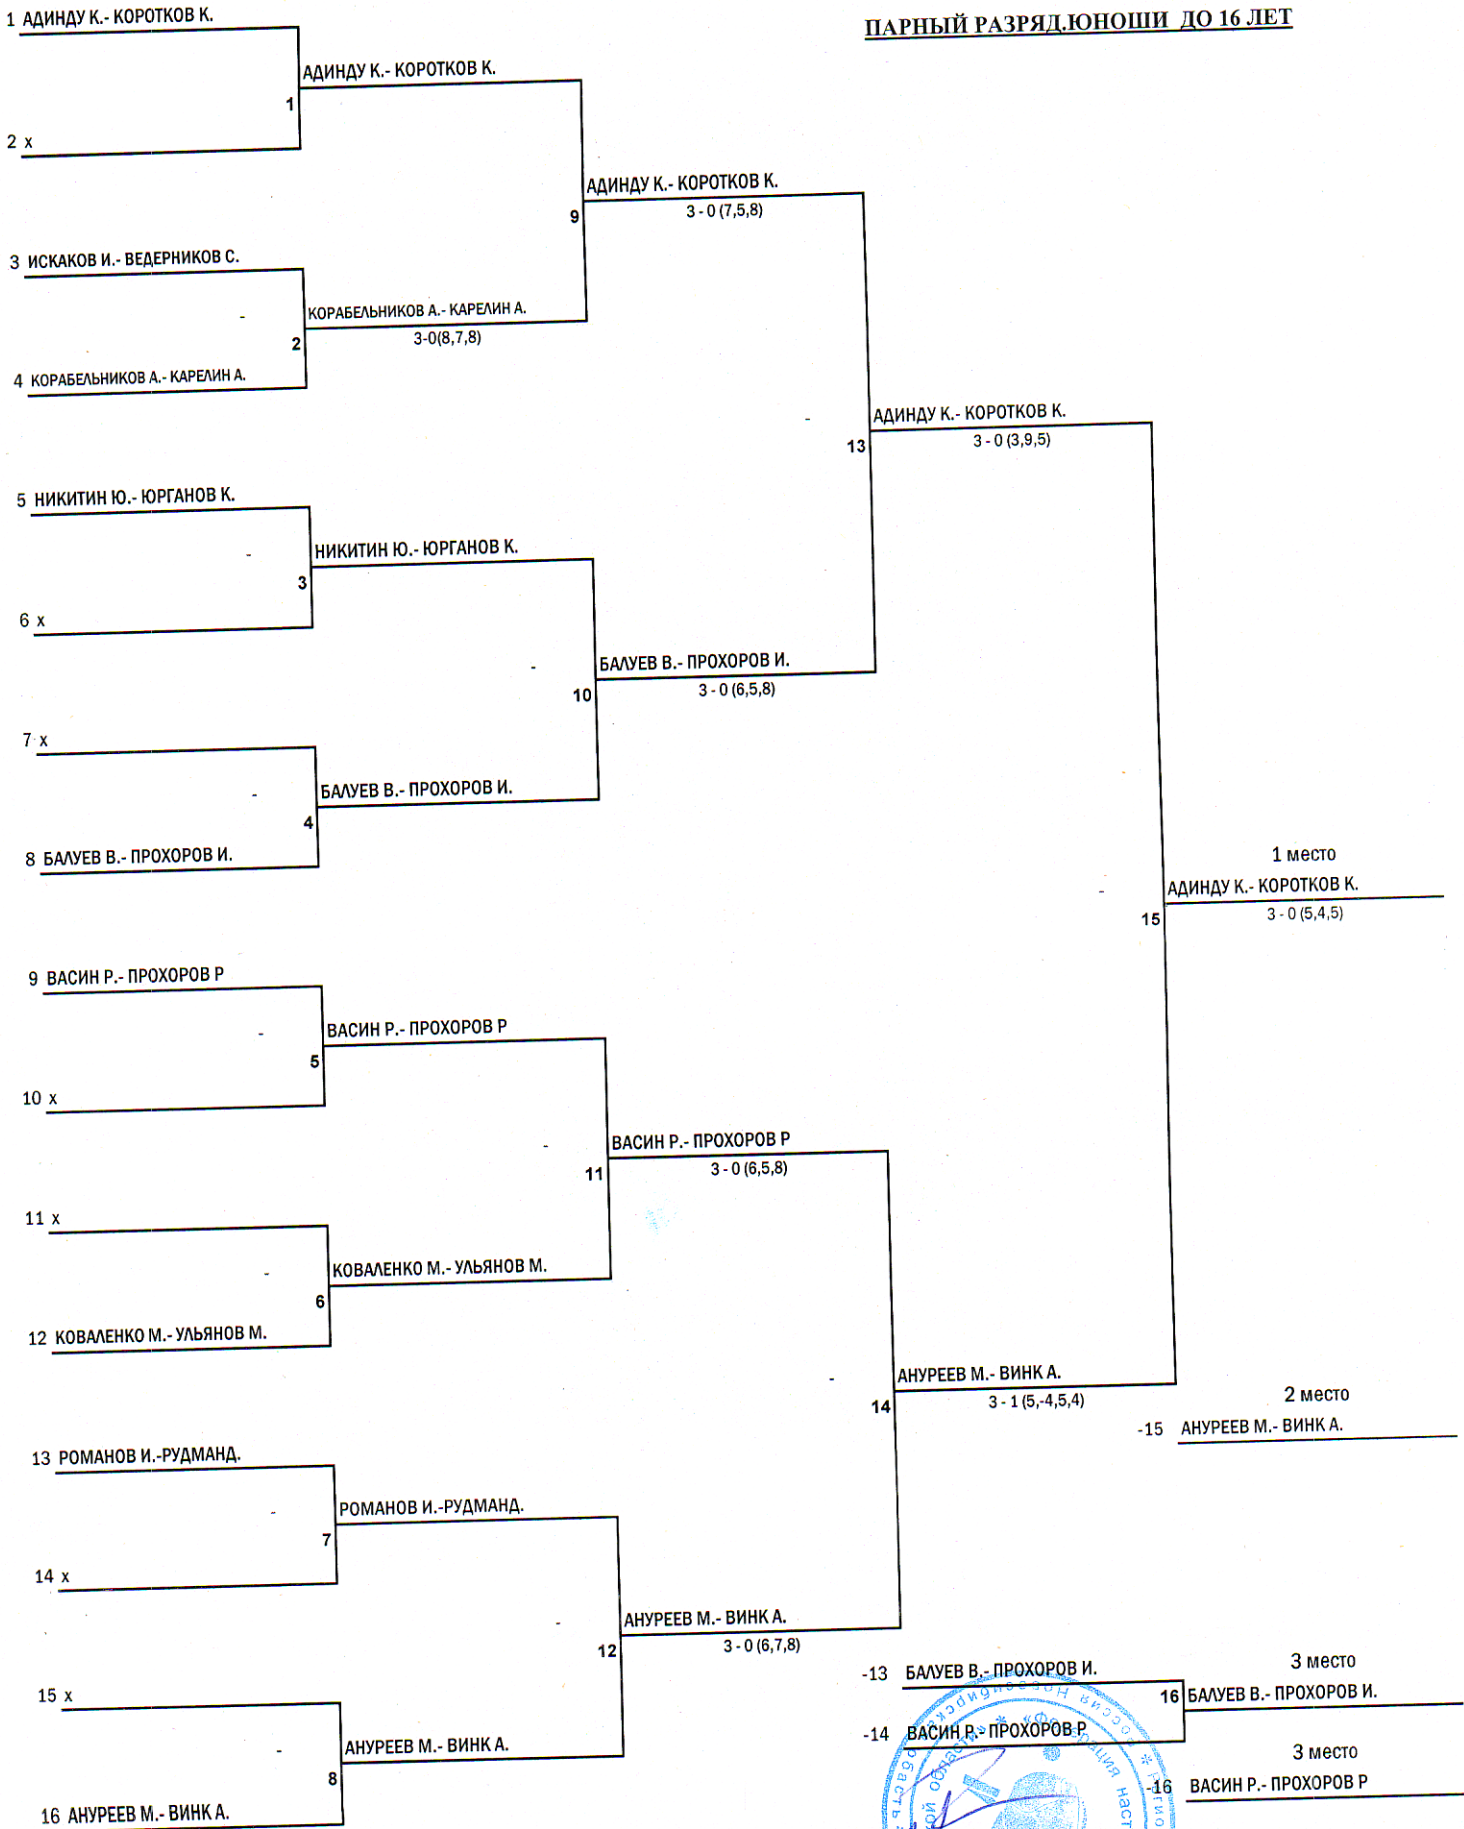 ПАРНЫЙ РАЗРЯД.ЮНОШИ ДО 16 ЛЕТ
1 АДИНДУ К.- КОРОТКОВ К.
АДИНДУ К.- КОРОТКОВ К.
1
2 х
АДИНДУ К.- КОРОТКОВ К.
9
3 - 0 (7,5,8)
3 ИСКАКОВ И.- ВЕДЕРНИКОВ С.
-
КОРАБЕЛЬНИКОВ А.- КАРЕЛИН А.
2
3-0(8,7,8)
4 КОРАБЕЛЬНИКОВ А.- КАРЕЛИН А.
-
АДИНДУ К.- КОРОТКОВ К.
13
3 - 0 (3,9,5)
5 НИКИТИН Ю.- ЮРГАНОВ К.
-
НИКИТИН Ю.- ЮРГАНОВ К.
3
6 х
-
БАЛУЕВ В.- ПРОХОРОВ И.
10
3 - 0 (6,5,8)
7 х
-
БАЛУЕВ В.- ПРОХОРОВ И.
4
8 БАЛУЕВ В.- ПРОХОРОВ И.
1 место
-
АДИНДУ К.- КОРОТКОВ К.
15
3 - 0 (5,4,5)
9 ВАСИН Р.- ПРОХОРОВ Р
-
ВАСИН Р.- ПРОХОРОВ Р
5
10 х
-
ВАСИН Р.- ПРОХОРОВ Р
11
3 - 0 (6,5,8)
11 х
-
КОВАЛЕНКО М.- УЛЬЯНОВ М.
6
12 КОВАЛЕНКО М.- УЛЬЯНОВ М.
-
АНУРЕЕВ М.- ВИНК А.
14
3 - 1 (5,-4,5,4)
2 место
-15 АНУРЕЕВ М.- ВИНК А.
13 РОМАНОВ И.-РУДМАНД.
-
РОМАНОВ И.-РУДМАНД.
7
14 х
-
АНУРЕЕВ М.- ВИНК А.
12
3 - 0 (6,7,8)
15 х
-
АНУРЕЕВ М.- ВИНК А.
8
16 АНУРЕЕВ М.- ВИНК А.
-13 БАЛУЕВ В.- ПРОХОРОВ И.
3 место
16 БАЛУЕВ В.- ПРОХОРОВ И.
-14 ВАСИН Р.- ПРОХОРОВ Р
3 место
-16 ВАСИН Р.- ПРОХОРОВ Р